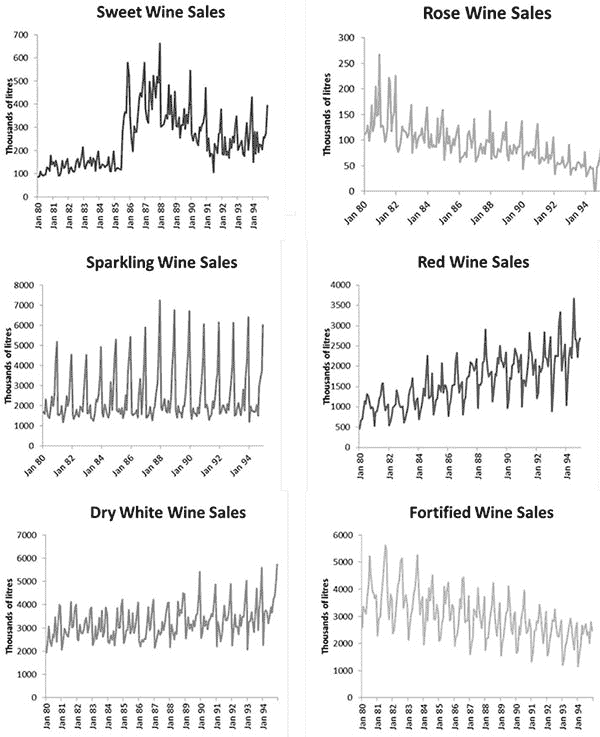 Sweet Wine Sales
Thousands of litres
700
600
500
400
300
200
100
0
Jan 80
Jan 81
Jan 82
Jan 83
Jan 84
Jan 85
Jan 86
Jan 87
Jan 88
Jan 89
Jan 90
Jan 91
Jan 92
Jan 93
Jan 94
Rose Wine Sales
Thousands of litres
300
250
200
150
100
50
0
Jan 80
Jan 82
Jan 84
Jan 86
Jan 88
Jan 90
Jan 92
Jan 94
Sparkling Wine Sales
Thousands of litres
8000
7000
6000
5000
4000
3000
2000
1000
0
Jan 80
Jan 82
Jan 84
Jan 86
Jan 88
Jan 90
Jan 92
Jan 94
Red Wine Sales
Thousands of litres
4000
3500
3000
2500
2000
1500
1000
500
0
Jan 80
Jan 82
Jan 84
Jan 86
Jan 88
Jan 90
Jan 92
Jan 94
Dry White Wine Sales
Thousands of litres
7000
6000
5000
4000
3000
2000
1000
0
Jan 80
Jan 81
Jan 82
Jan 83
Jan 84
Jan 85
Jan 86
Jan 87
Jan 88
Jan 89
Jan 90
Jan 91
Jan 92
Jan 93
Jan 94
Fortified Wine Sales
Thousands of litres
6000
5000
4000
3000
2000
1000
0
Jan 80
Jan 81
Jan 82
Jan 83
Jan 84
Jan 85
Jan 86
Jan 87
Jan 88
Jan 89
Jan 90
Jan 91
Jan 92
Jan 93
Jan 94